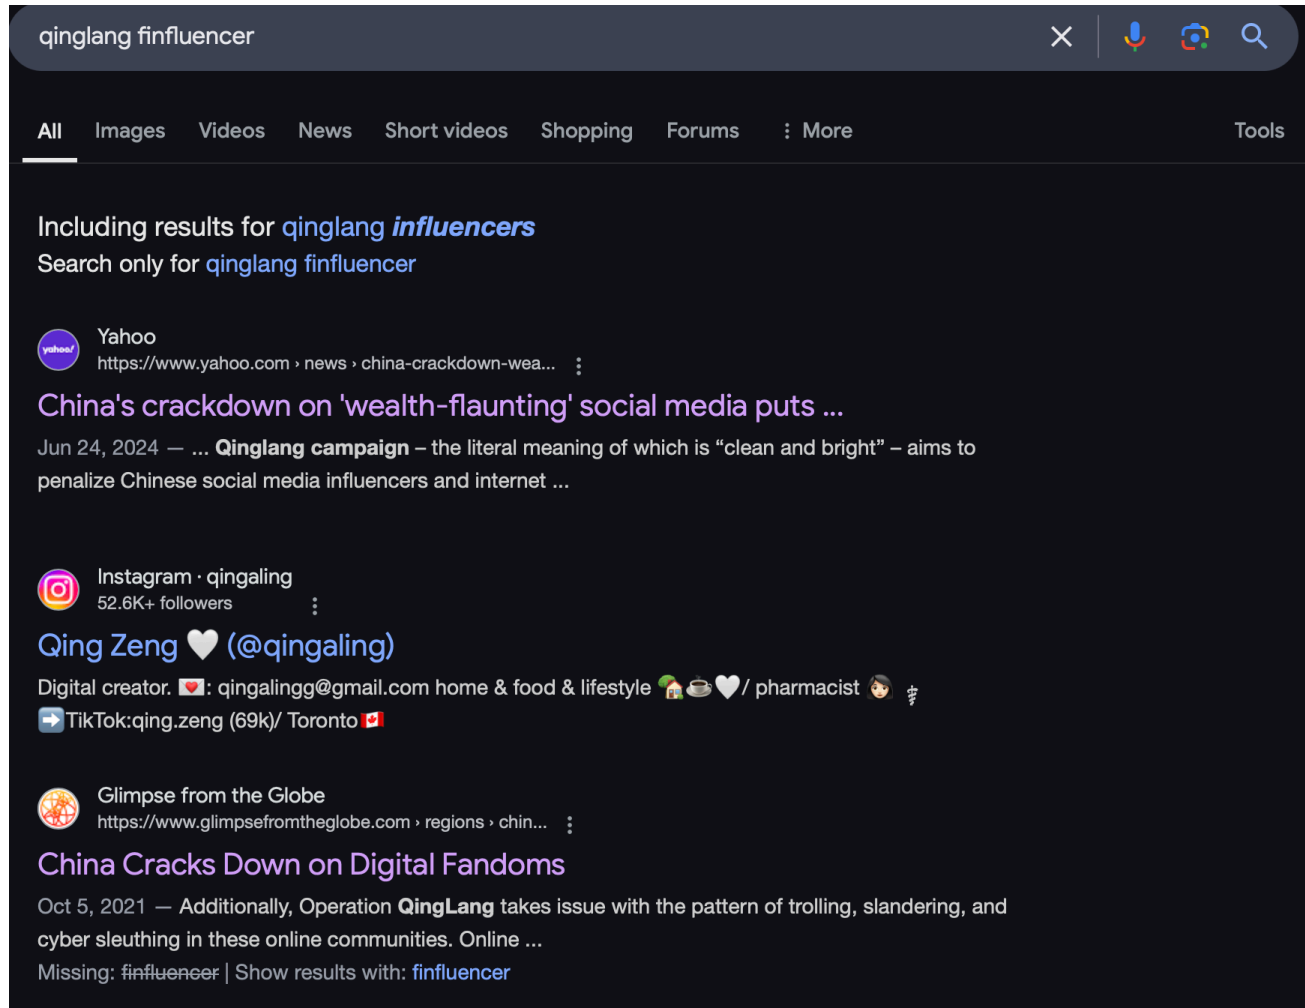 qinglang finfluencer
All Images Videos News Short videos Shopping Forums More Tools
Including results for qinglang influencers
Search only for qinglang finfluencer
yahoo!
Yahoo
https://www.yahoo.com › news › china-crackdown-wea...
China's crackdown on 'wealth-flaunting' social media puts ...
Jun 24, 2024 — ... Qinglang campaign – the literal meaning of which is “clean and bright” – aims to
penalize Chinese social media influencers and internet ...
Instagram · qingaling
52.6K+ followers
Qing Zeng 🤍 (@qingaling)
Digital creator. 💌: qingalingg@gmail.com home & food & lifestyle 🏡☕🤍/ pharmacist 👩🏻‍⚕
➡️TikTok:qing.zeng (69k)/ Toronto🇨🇦
Glimpse from the Globe
https://www.glimpsefromtheglobe.com › regions › chin...
China Cracks Down on Digital Fandoms
Oct 5, 2021 — Additionally, Operation QingLang takes issue with the pattern of trolling, slandering, and
cyber sleuthing in these online communities. Online ...
Missing: finfluencer | Show results with: finfluencer